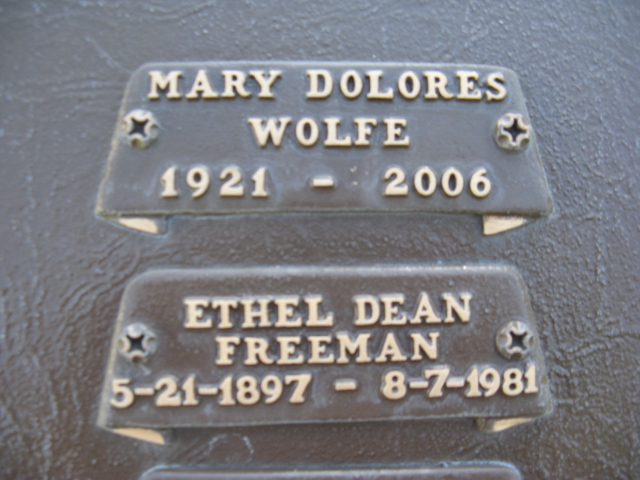 MARY DOLORES
WOLFE
1921 - 2006
ETHEL DEAN
FREEMAN
5-21-1897 - 8-7-1981